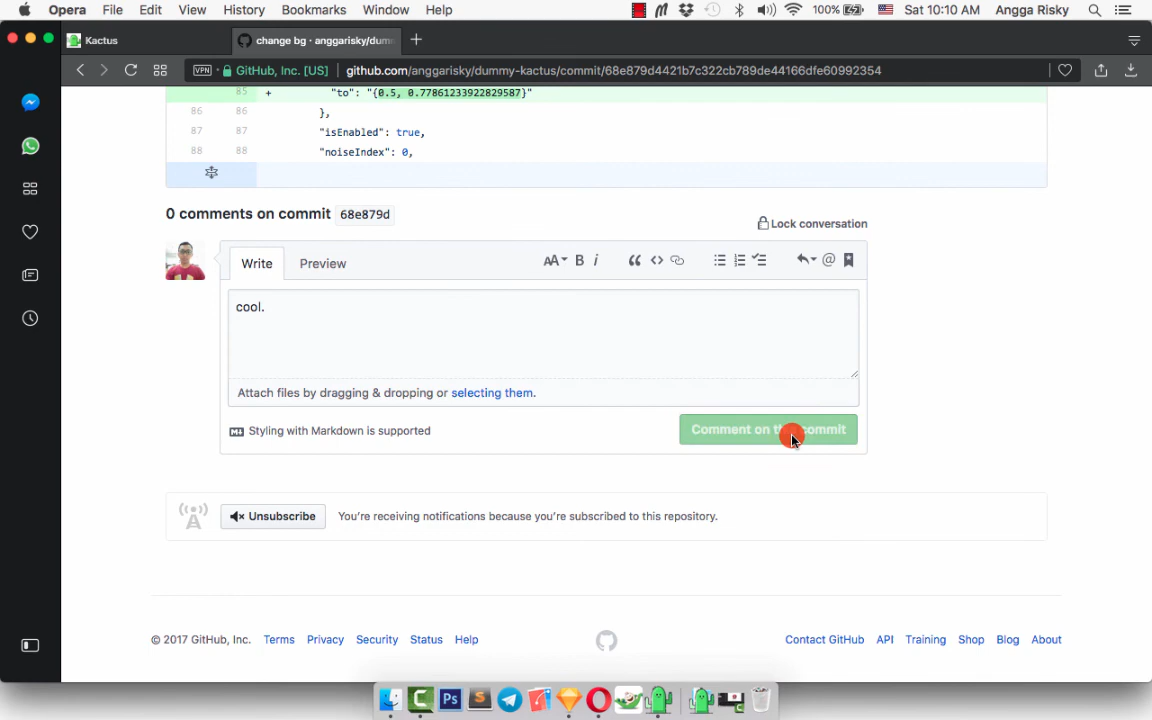 Opera File Edit View History Bookmarks Window Help 100% Sat 10:10 AM Angga Risky
Kactus
change bg · anggarisky/dum
VPN GitHub, Inc. [US] github.com/anggarisky/dummy-kactus/commit/68e879d4421b7c322cb789de44166dfe60992354
85 + "to": "{0.5, 0.77861233922829587}"
86 86 },
87 87 "isEnabled": true,
88 88 "noiseIndex": 0,
0 comments on commit 68e879d
Lock conversation
Write Preview AA B i
cool.
Attach files by dragging & dropping or selecting them.
Styling with Markdown is supported
Comment on commit
Unsubscribe You're receiving notifications because you're subscribed to this repository.
© 2017 GitHub, Inc. Terms Privacy Security Status Help Contact GitHub API Training Shop Blog About
Ps S